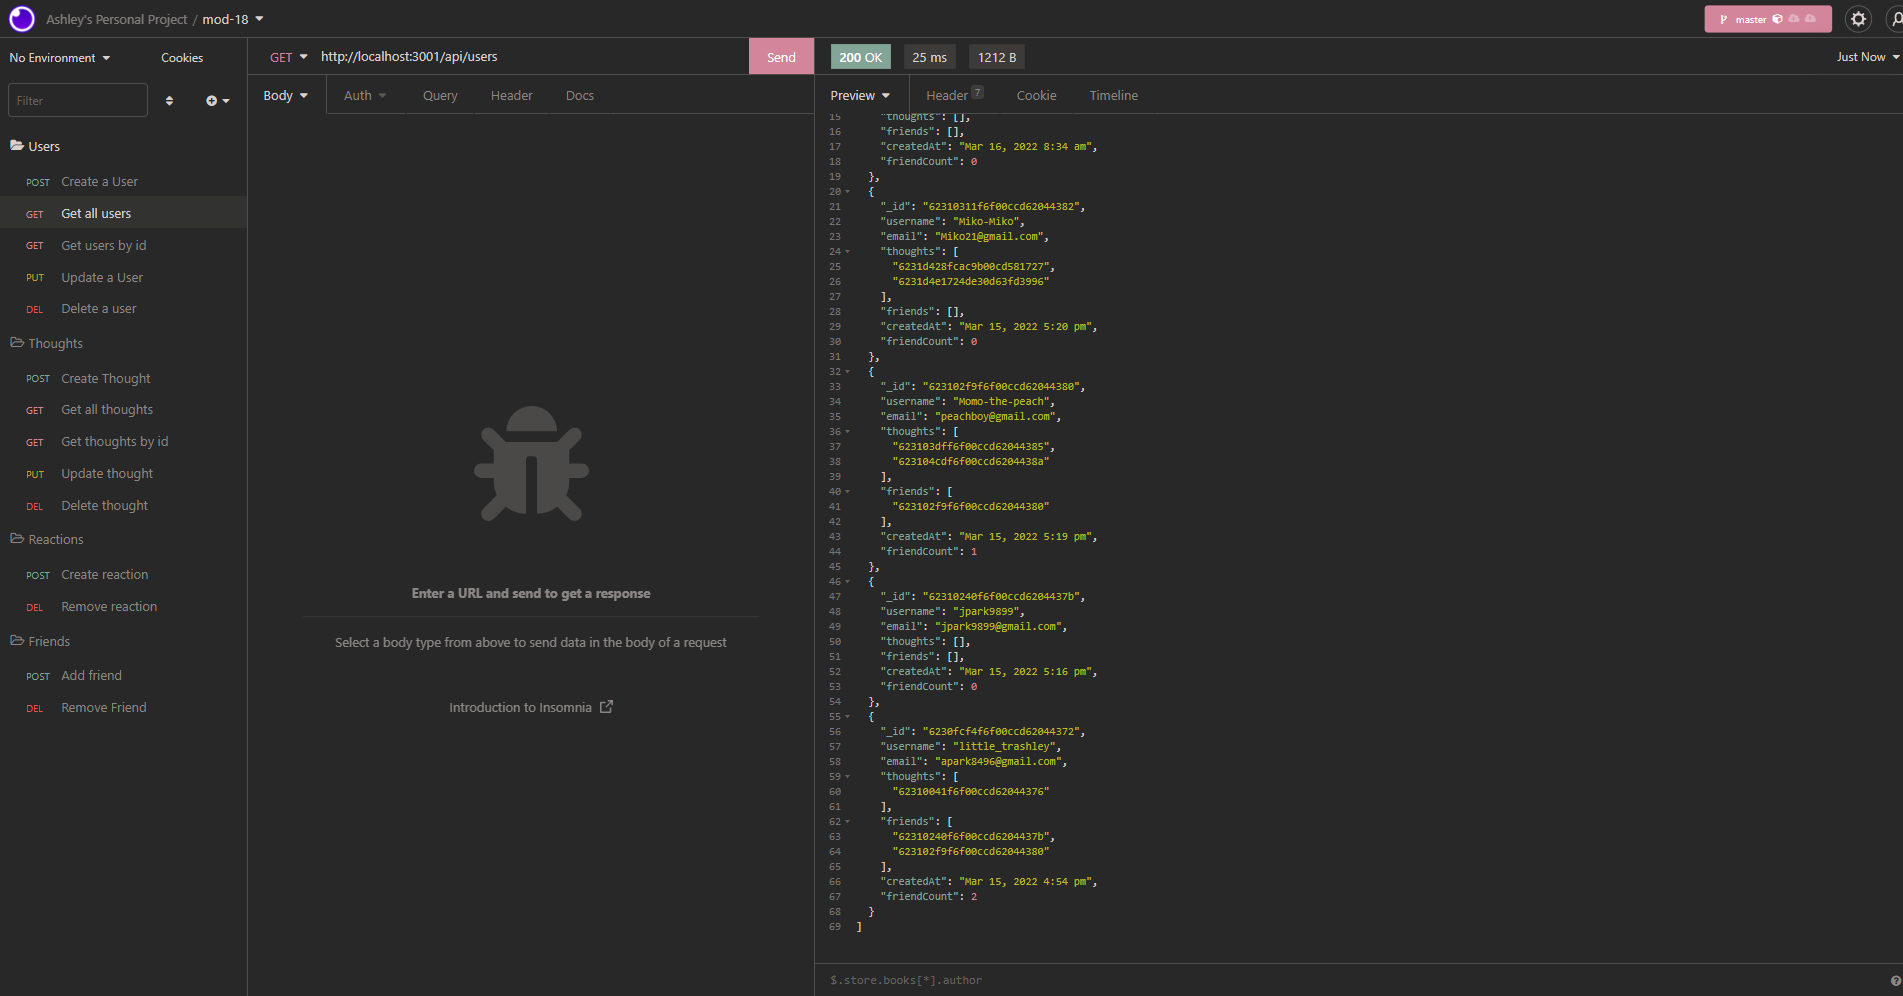 Ashley's Personal Project / mod-18
master
No Environment
Cookies
GET
http://localhost:3001/api/users
Send
200 OK
25 ms
1212 B
Just Now
Filter
Body
Auth
Query
Header
Docs
Preview
Header 7
Cookie
Timeline
Users
POST Create a User
GET Get all users
GET Get users by id
PUT Update a User
DEL Delete a user
Thoughts
POST Create Thought
GET Get all thoughts
GET Get thoughts by id
PUT Update thought
DEL Delete thought
Reactions
POST Create reaction
DEL Remove reaction
Friends
POST Add friend
DEL Remove Friend
Enter a URL and send to get a response
Select a body type from above to send data in the body of a request
Introduction to Insomnia
15 "thoughts": [],
16 "friends": [],
17 "createdAt": "Mar 16, 2022 8:34 am",
18 "friendCount": 0
19 },
20 {
21 "_id": "62310311f6f00ccd62044382",
22 "username": "Miko-Miko",
23 "email": "Miko21@gmail.com",
24 "thoughts": [
25 "6231d428fcac9b00cd581727",
26 "6231d4e1724de30d63fd3996"
27 ],
28 "friends": [],
29 "createdAt": "Mar 15, 2022 5:20 pm",
30 "friendCount": 0
31 },
32 {
33 "_id": "623102f9f6f00ccd62044380",
34 "username": "Momo-the-peach",
35 "email": "peachboy@gmail.com",
36 "thoughts": [
37 "623103dff6f00ccd62044385",
38 "623104cdf6f00ccd6204438a"
39 ],
40 "friends": [
41 "623102f9f6f00ccd62044380"
42 ],
43 "createdAt": "Mar 15, 2022 5:19 pm",
44 "friendCount": 1
45 },
46 {
47 "_id": "62310240f6f00ccd6204437b",
48 "username": "jpark9899",
49 "email": "jpark9899@gmail.com",
50 "thoughts": [],
51 "friends": [],
52 "createdAt": "Mar 15, 2022 5:16 pm",
53 "friendCount": 0
54 },
55 {
56 "_id": "6230fcf4f6f00ccd62044372",
57 "username": "little_trashley",
58 "email": "apark8496@gmail.com",
59 "thoughts": [
60 "62310041f6f00ccd62044376"
61 ],
62 "friends": [
63 "62310240f6f00ccd6204437b",
64 "623102f9f6f00ccd62044380"
65 ],
66 "createdAt": "Mar 15, 2022 4:54 pm",
67 "friendCount": 2
68 }
69 ]
$.store.books[*].author